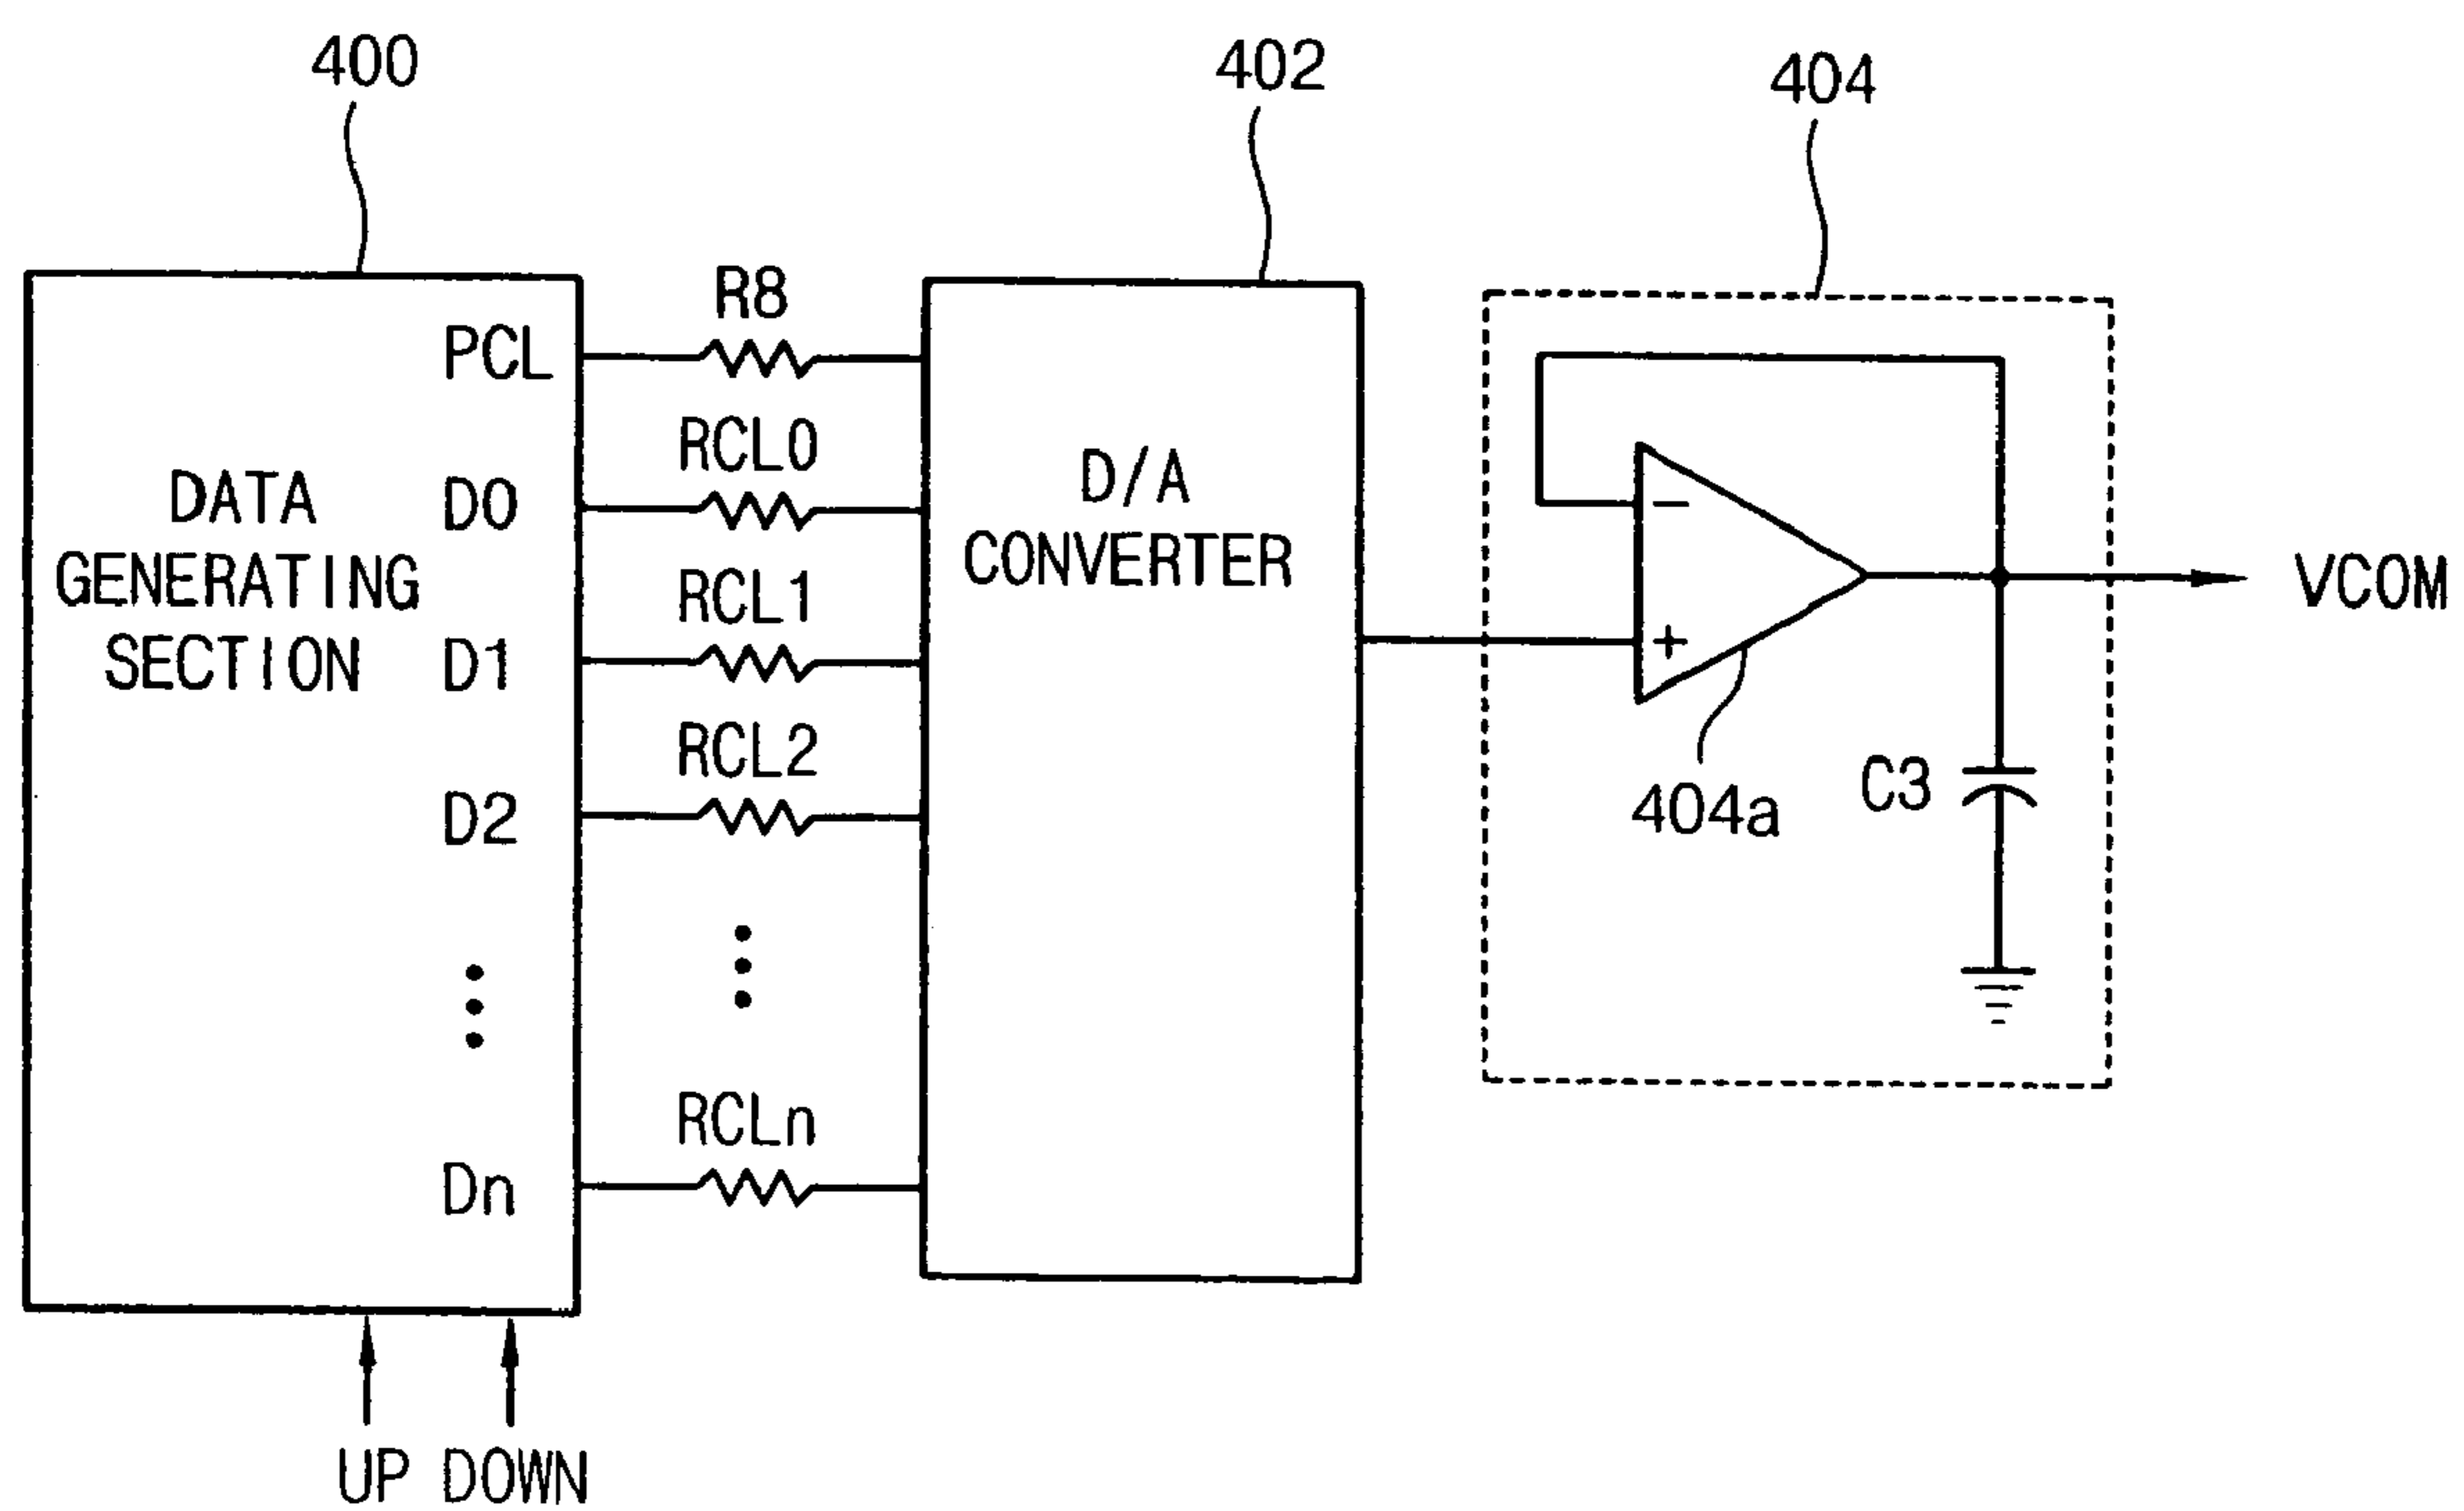 400
402
404
R8
PCL
RCL0
DATA
GENERATING
SECTION
D0
D/A
CONVERTER
RCL1
D1
RCL2
D2
−
+
VCOM
404a
C3
RCLn
Dn
UP DOWN